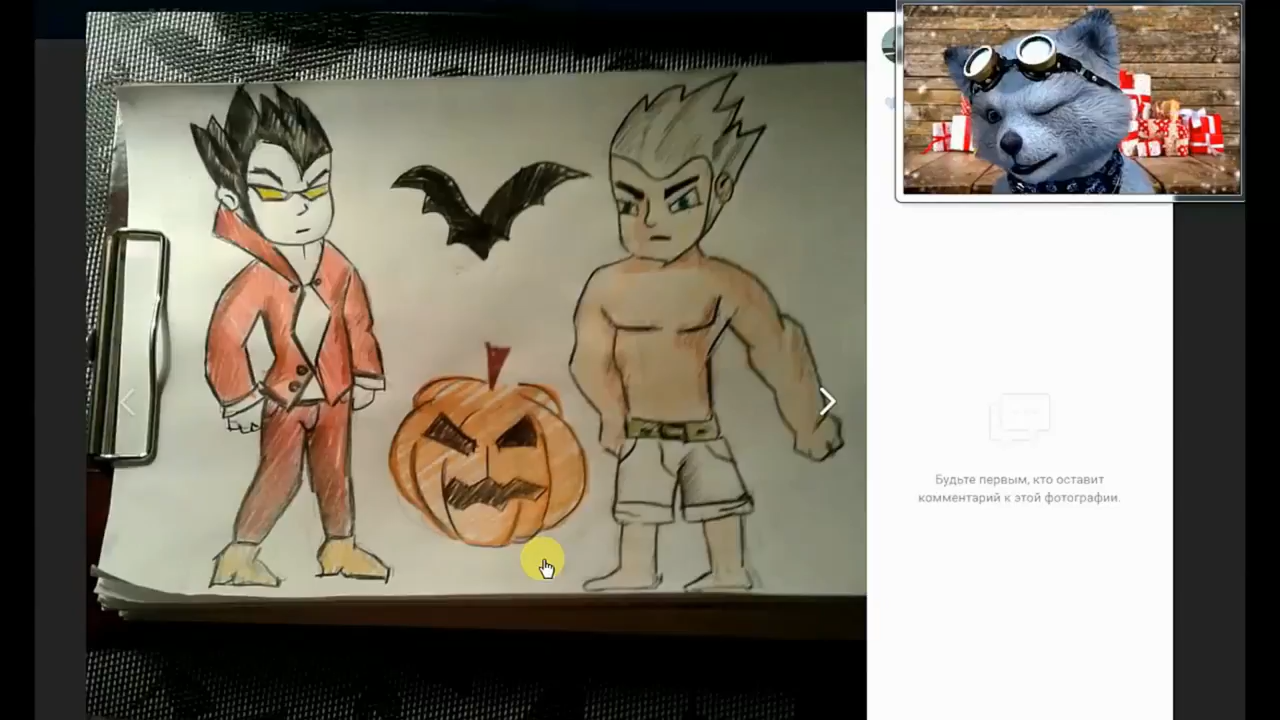 Будьте первым, кто оставит
комментарий к этой фотографии.